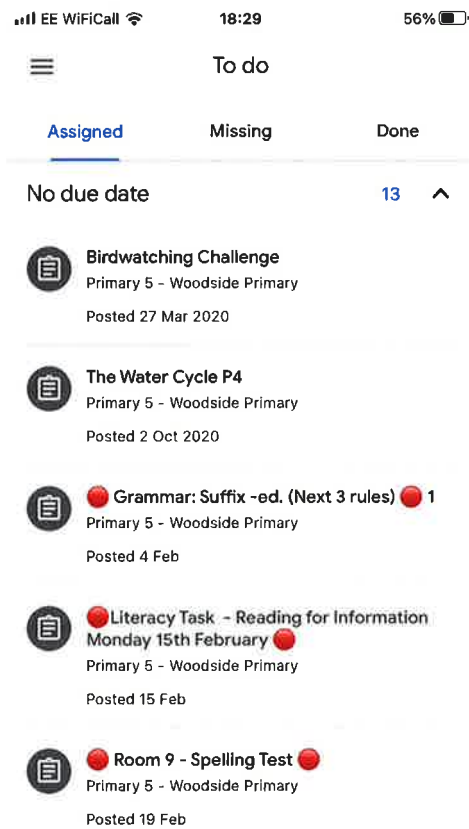 EE WiFiCall 18:29 56%
To do
Assigned Missing Done
No due date 13
Birdwatching Challenge
Primary 5 - Woodside Primary
Posted 27 Mar 2020
The Water Cycle P4
Primary 5 - Woodside Primary
Posted 2 Oct 2020
🔴 Grammar: Suffix -ed. (Next 3 rules) 🔴 1
Primary 5 - Woodside Primary
Posted 4 Feb
🔴Literacy Task - Reading for Information
Monday 15th February 🔴
Primary 5 - Woodside Primary
Posted 15 Feb
🔴 Room 9 - Spelling Test 🔴
Primary 5 - Woodside Primary
Posted 19 Feb